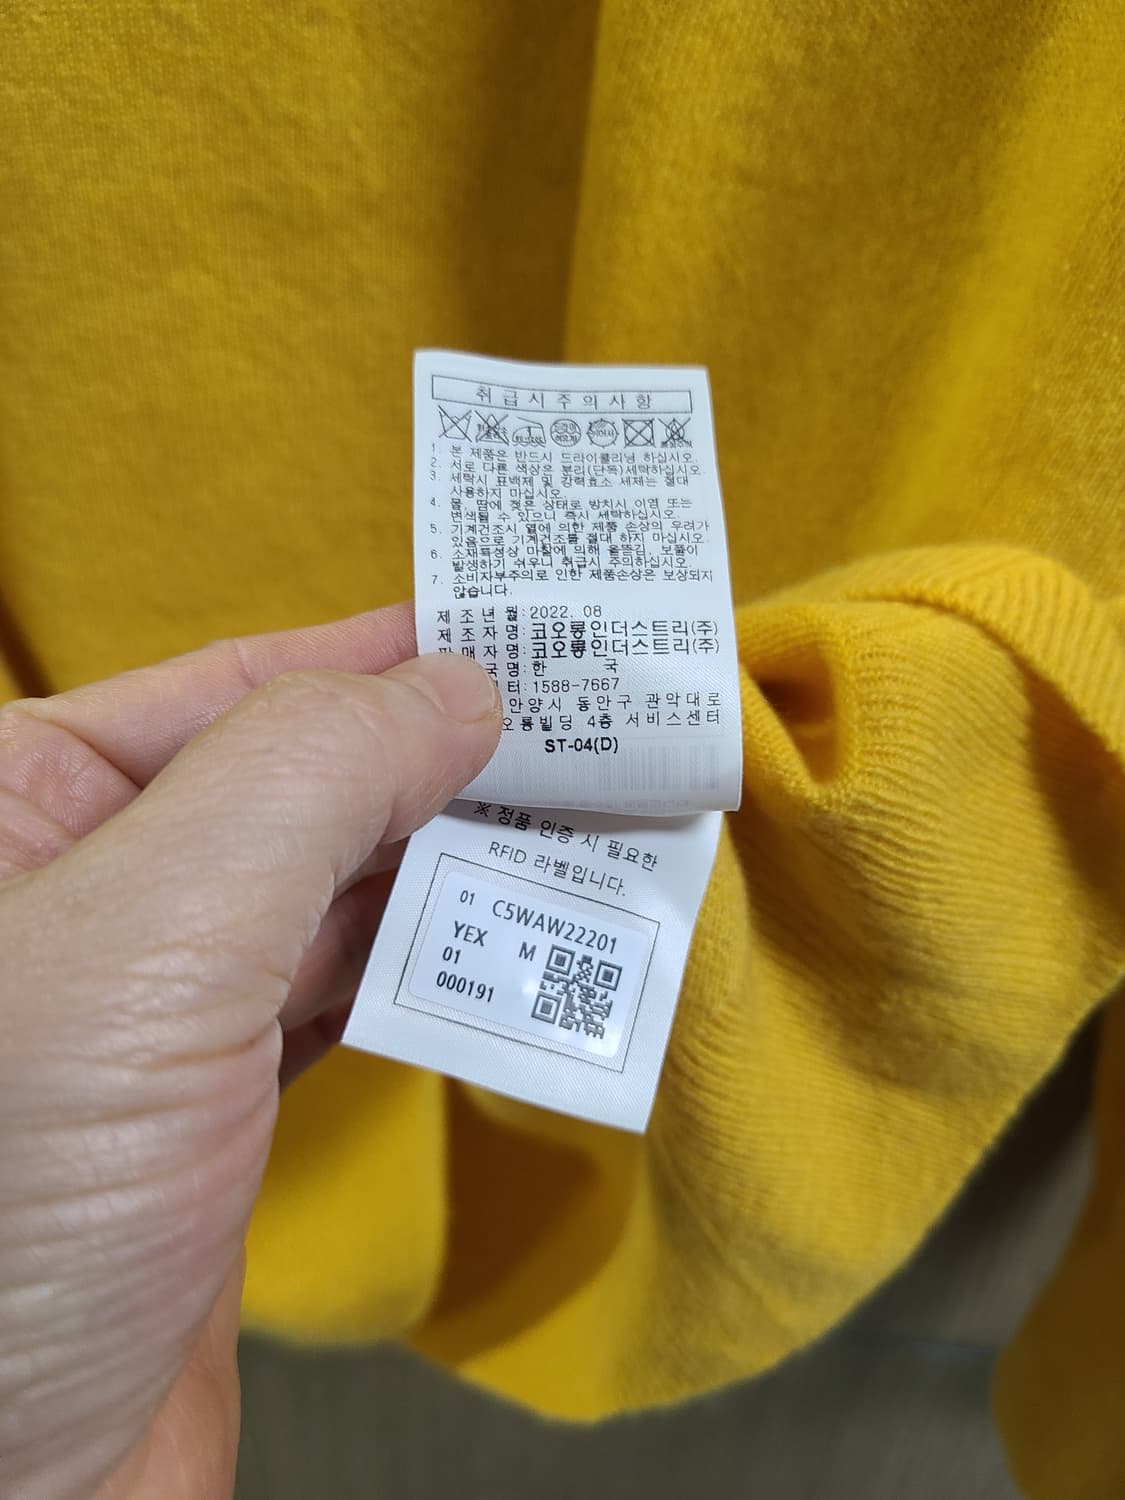 취급시주의사항
1. 본 제품은 반드시 드라이클리닝 하십시오.
2. 서로 다른 색상은 분리(단독)세탁하십시오
3. 세탁시 표백제 및 강력효소 세제는 절대
사용하지 마십시오.
4. 물, 땀에 젖은 상태로 방치시 이염 또는
변색될 수 있으니 즉시 세탁하십시오.
5. 기계건조시 열에 의한 제품 손상의 우려가
있음으로 기계건조를 절대 하지 마십시오.
6. 소재특성상 마찰에 의해 올뜯김, 보풀이
발생하기 쉬우니 취급시 주의하십시오.
7. 소비자부주의로 인한 제품손상은 보상되지
않습니다.
제조년월:2022. 08
제조자명:코오롱인더스트리(주)
판매자명:코오롱인더스트리(주)
국명:한 국
터:1588-7667
안양시 동안구 관악대로
오롱빌딩 4층 서비스센터
ST-04(D)
※ 정품 인증 시 필요한
RFID 라벨입니다.
01 C5WAW22201
YEX M
01
000191